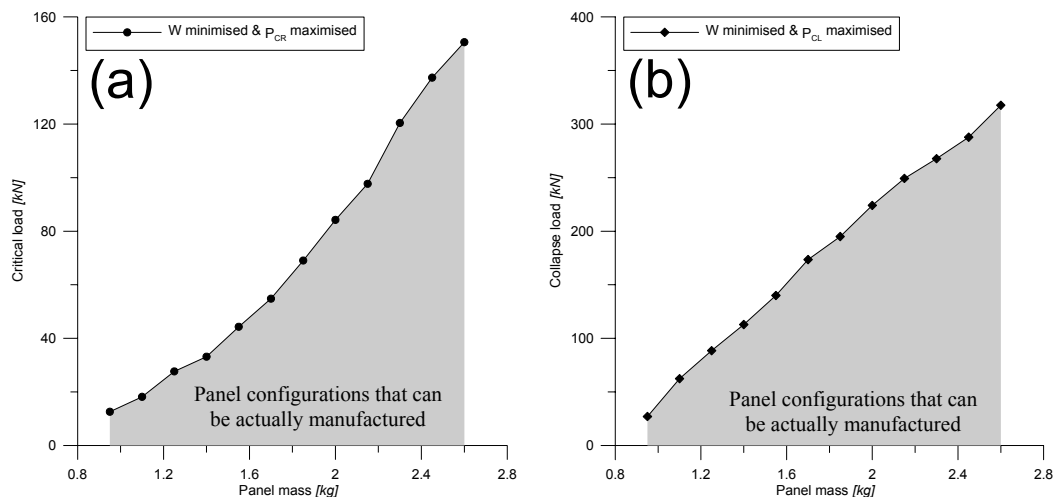 W minimised & PCR maximised
(a)
160
120
80
40
0
Critical load [kN]
Panel configurations that can
be actually manufactured
0.8 1.2 1.6 2 2.4 2.8
Panel mass [kg]
W minimised & PCL maximised
(b)
400
300
200
100
0
Collapse load [kN]
Panel configurations that can
be actually manufactured
0.8 1.2 1.6 2 2.4 2.8
Panel mass [kg]